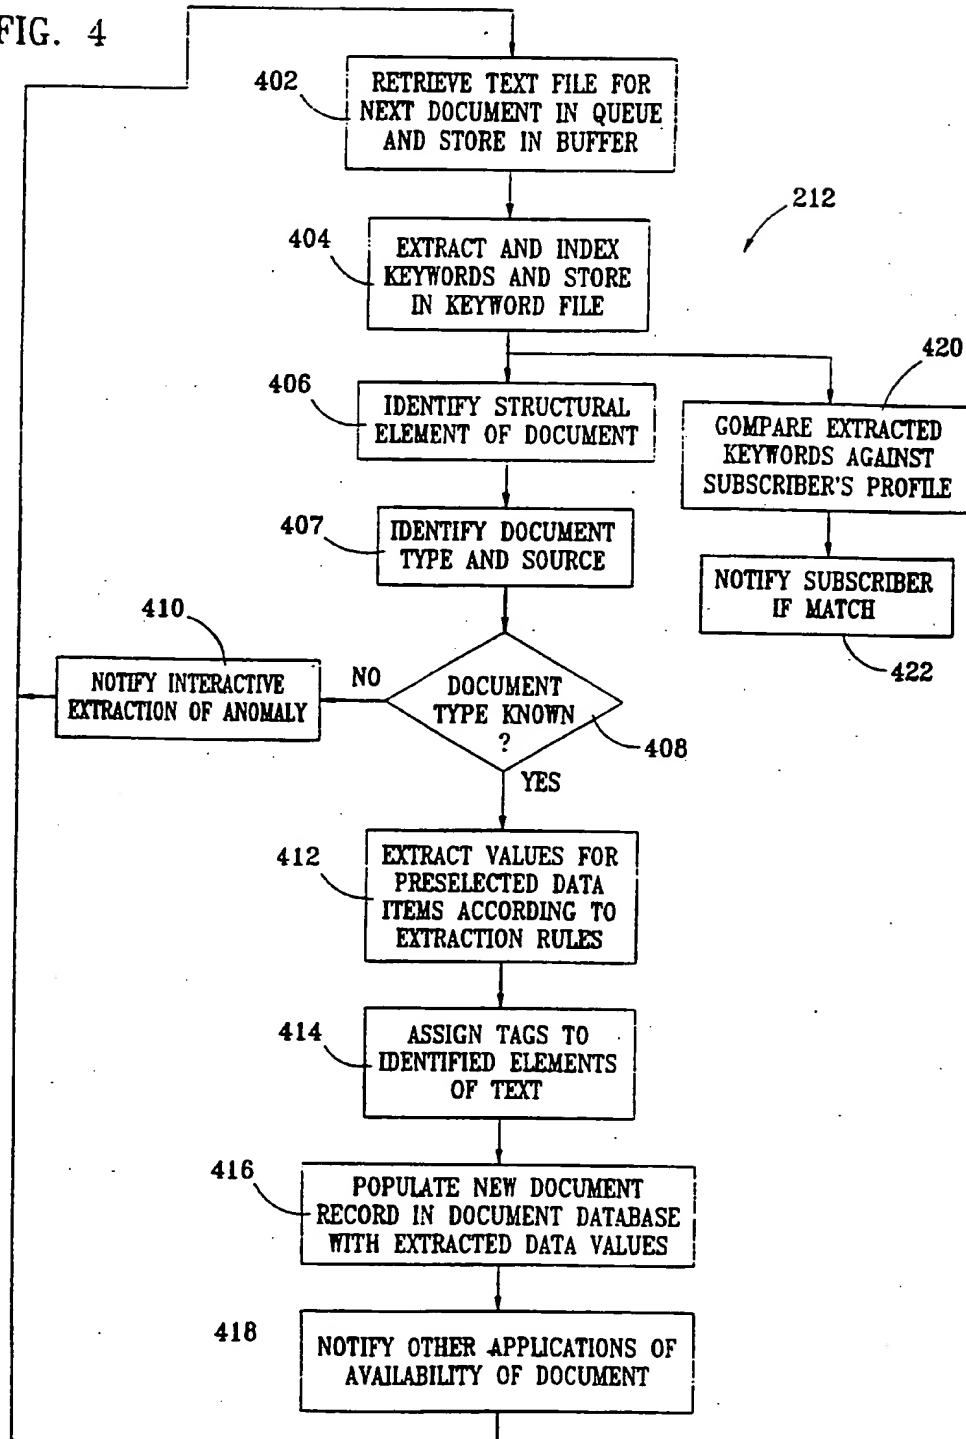 FIG. 4
402
RETRIEVE TEXT FILE FOR
NEXT DOCUMENT IN QUEUE
AND STORE IN BUFFER
212
404
EXTRACT AND INDEX
KEYWORDS AND STORE
IN KEYWORD FILE
420
406
IDENTIFY STRUCTURAL
ELEMENT OF DOCUMENT
GOMPARE EXTRACTED
KEYWORDS AGAINST
SUBSCRIBER'S PROFILE
407
IDENTIFY DOCUMENT
TYPE AND SOURCE
NOTIFY SUBSCRIBER
IF MATCH
422
410
NOTIFY INTERACTIVE
EXTRACTION OF ANOMALY
NO
DOCUMENT
TYPE KNOWN
?
408
YES
412
EXTRACT VALUES FOR
PRESELECTED DATA
ITEMS ACCORDING TO
EXTRACTION RULES
414
ASSIGN TAGS TO
IDENTIFIED ELEMENTS
OF TEXT
416
POPULATE NEW DOCUMENT
RECORD IN DOCUMENT DATABASE
WITH EXTRACTED DATA VALUES
418
NOTIFY OTHER APPLICATIONS OF
AVAILABILITY OF DOCUMENT